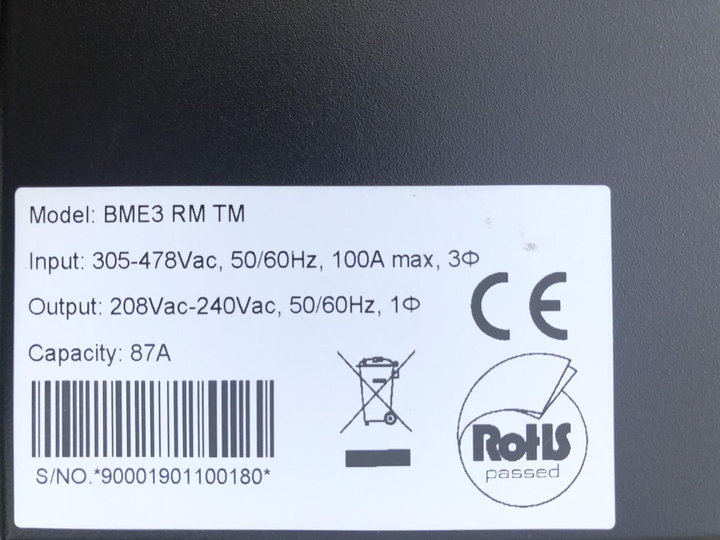 Model: BME3 RM TM
Input: 305-478Vac, 50/60Hz, 100A max, 3Φ
Output: 208Vac-240Vac, 50/60Hz, 1Φ
CE
Capacity: 87A
RoHS
passed
S/NO.*90001901100180*